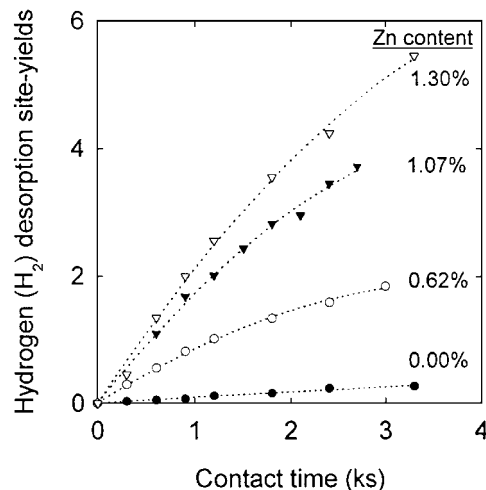 Hydrogen (H2) desorption site-yields
6
4
2
0
Zn content
1.30%
1.07%
0.62%
0.00%
0 1 2 3 4
Contact time (ks)